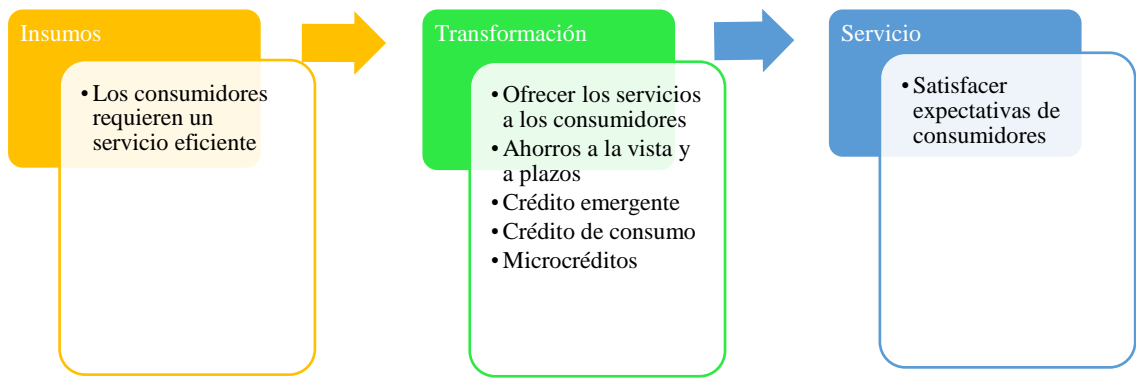 Insumos
• Los consumidores
requieren un
servicio eficiente
Transformación
• Ofrecer los servicios
a los consumidores
• Ahorros a la vista y
a plazos
• Crédito emergente
• Crédito de consumo
• Microcréditos
Servicio
• Satisfacer
expectativas de
consumidores